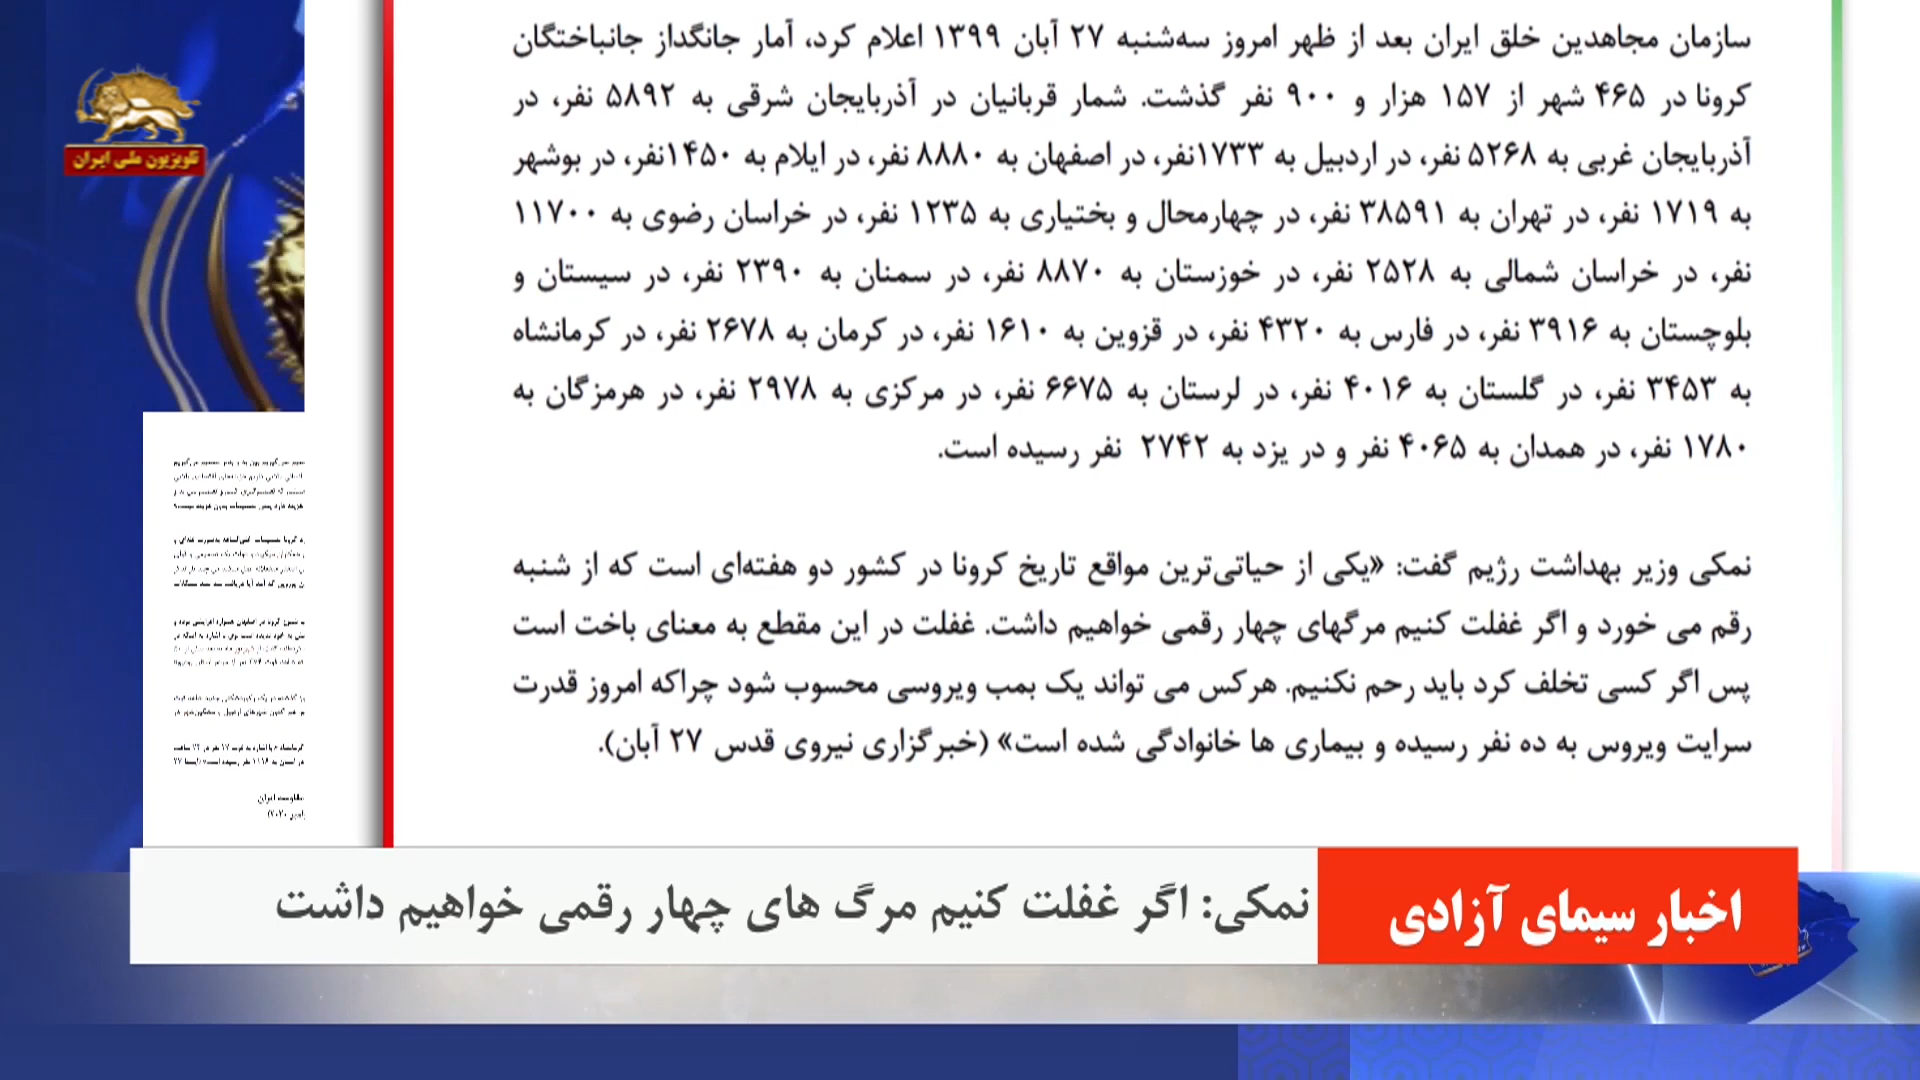 تلویزیون ملی ایران
سازمان مجاهدین خلق ایران بعد از ظهر امروز سه‌شنبه ۲۷ آبان ۱۳۹۹ اعلام کرد، آمار جانگداز جانباختگان
کرونا در ۴۶۵ شهر از ۱۵۷ هزار و ۹۰۰ نفر گذشت. شمار قربانیان در آذربایجان شرقی به ۵۸۹۲ نفر، در
آذربایجان غربی به ۵۲۶۸ نفر، در اردبیل به ۱۷۳۳نفر، در اصفهان به ۸۸۸۰ نفر، در ایلام به ۱۴۵۰نفر، در بوشهر
به ۱۷۱۹ نفر، در تهران به ۳۸۵۹۱ نفر، در چهارمحال و بختیاری به ۱۲۳۵ نفر، در خراسان رضوی به ۱۱۷۰۰
نفر، در خراسان شمالی به ۲۵۲۸ نفر، در خوزستان به ۸۸۷۰ نفر، در سمنان به ۲۳۹۰ نفر، در سیستان و
بلوچستان به ۳۹۱۶ نفر، در فارس به ۴۳۲۰ نفر، در قزوین به ۱۶۱۰ نفر، در کرمان به ۲۶۷۸ نفر، در کرمانشاه
به ۳۴۵۳ نفر، در گلستان به ۴۰۱۶ نفر، در لرستان به ۶۶۷۵ نفر، در مرکزی به ۲۹۷۸ نفر، در هرمزگان به
۱۷۸۰ نفر، در همدان به ۴۰۶۵ نفر و در یزد به ۲۷۴۲ نفر رسیده است.
نمکی وزیر بهداشت رژیم گفت: «یکی از حیاتی‌ترین مواقع تاریخ کرونا در کشور دو هفته‌ای است که از شنبه
رقم می خورد و اگر غفلت کنیم مرگهای چهار رقمی خواهیم داشت. غفلت در این مقطع به معنای باخت است
پس اگر کسی تخلف کرد باید رحم نکنیم. هرکس می تواند یک بمب ویروسی محسوب شود چراکه امروز قدرت
سرایت ویروس به ده نفر رسیده و بیماری ها خانوادگی شده است» (خبرگزاری نیروی قدس ۲۷ آبان).
اخبار سیمای آزادی
نمکی: اگر غفلت کنیم مرگ های چهار رقمی خواهیم داشت